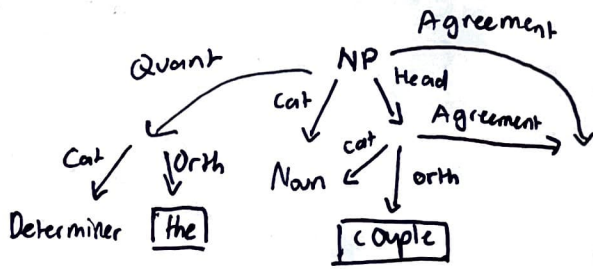 Agreement
NP
Quant
Head
Cat
Agreement
Cat
Orth
cat
Noun
orth
Determiner
the
couple